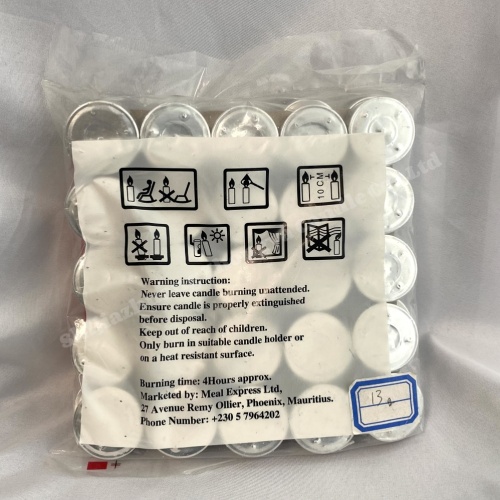 10 CM
Warning instruction:
Never leave candle burning unattended.
Ensure candle is properly extinguished
before disposal.
Keep out of reach of children.
Only burn in suitable candle holder or
on a heat resistant surface.
Burning time: 4Hours approx.
Marketed by: Meal Express Ltd,
27 Avenue Remy Ollier, Phoenix, Mauritius.
Phone Number: +230 5 7964202
13